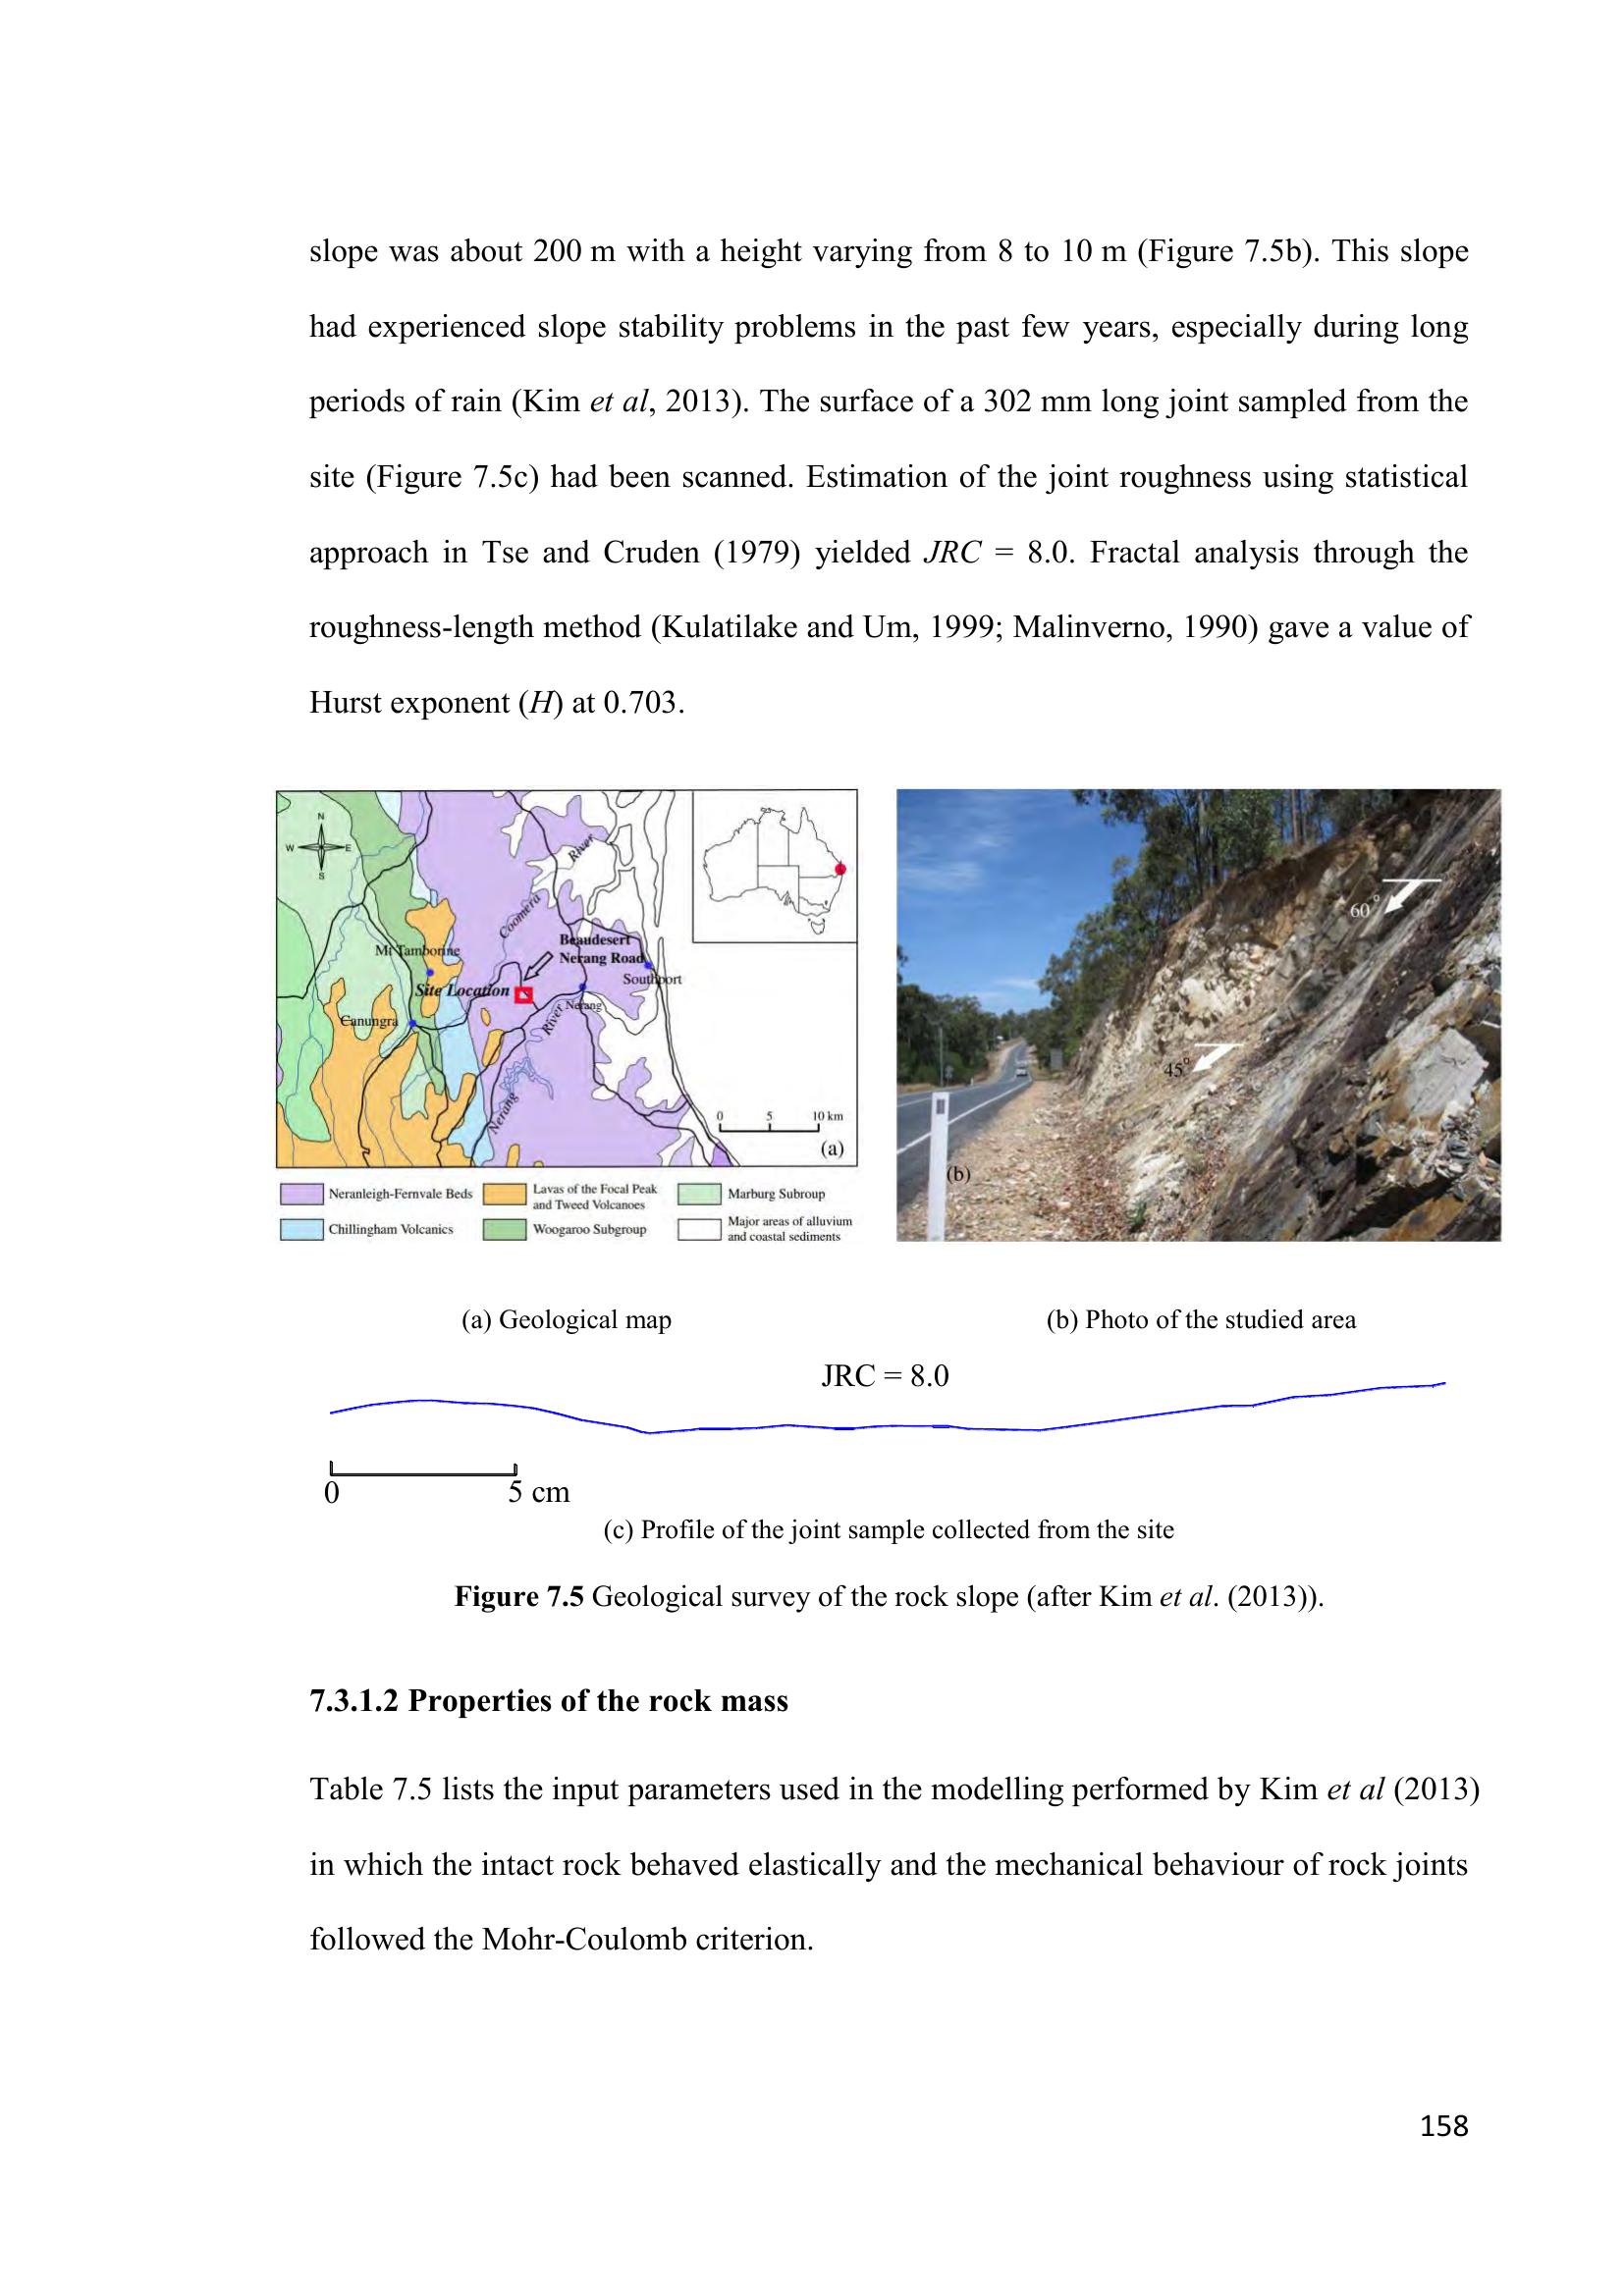 slope was about 200 m with a height varying from 8 to 10 m (Figure 7.5b). This slope
had experienced slope stability problems in the past few years, especially during long
periods of rain (Kim et al, 2013). The surface of a 302 mm long joint sampled from the
site (Figure 7.5c) had been scanned. Estimation of the joint roughness using statistical
approach in Tse and Cruden (1979) yielded JRC = 8.0. Fractal analysis through the
roughness-length method (Kulatilake and Um, 1999; Malinverno, 1990) gave a value of
Hurst exponent (H) at 0.703.
N
W E
S
River
Coomera
Mt Tamborine
Beaudesert
Nerang Road
Southport
Site Location
Nerang
Canungra
River
Nerang
0 5 10 km
(a)
Neranleigh-Fernvale Beds
Lavas of the Focal Peak
and Tweed Volcanoes
Marburg Subroup
Chillingham Volcanics
Woogaroo Subgroup
Major areas of alluvium
and coastal sediments
60°
45°
(b)
(a) Geological map
(b) Photo of the studied area
JRC = 8.0
0 5 cm
(c) Profile of the joint sample collected from the site
Figure 7.5 Geological survey of the rock slope (after Kim et al. (2013)).
7.3.1.2 Properties of the rock mass
Table 7.5 lists the input parameters used in the modelling performed by Kim et al (2013)
in which the intact rock behaved elastically and the mechanical behaviour of rock joints
followed the Mohr-Coulomb criterion.
158